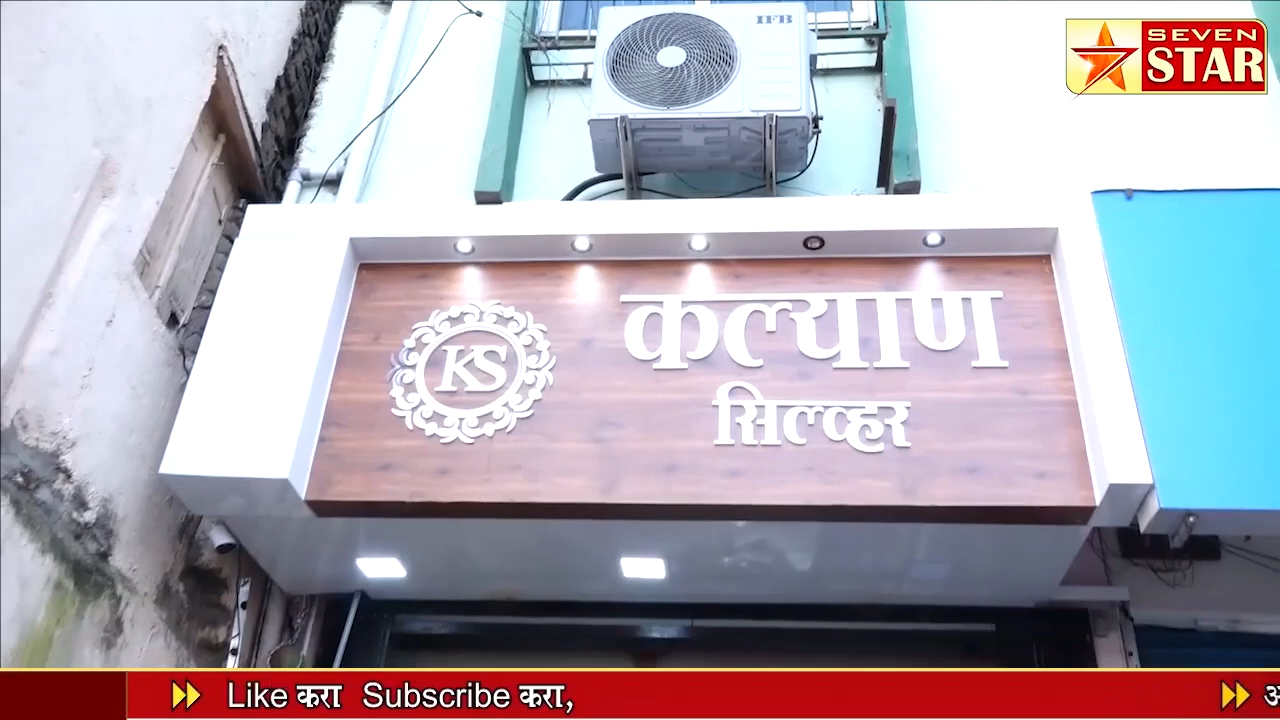 IFB
SEVEN
STAR
कल्याण
KS
सिल्व्हर
Like करा Subscribe करा,